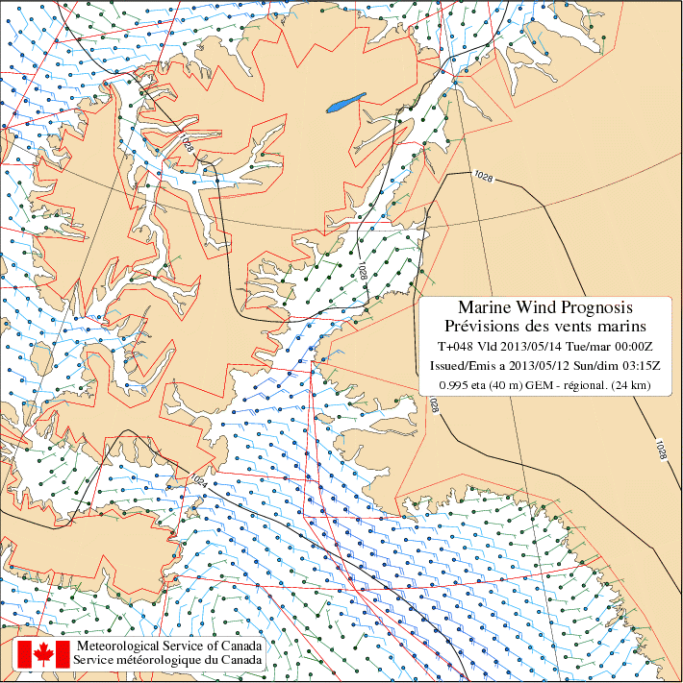 1028
1028
1028
Marine Wind Prognosis
Prévisions des vents marins
T+048 Vld 2013/05/14 Tue/mar 00:00Z
Issued/Emis a 2013/05/12 Sun/dim 03:15Z
0.995 eta (40 m) GEM - régional. (24 km)
1028
1028
1024
Meteorological Service of Canada
Service météorologique du Canada